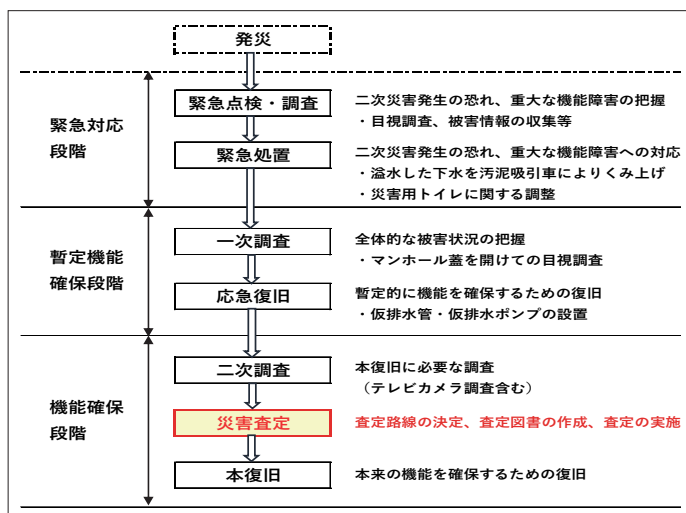 発災
緊急対応
段階
緊急点検・調査
二次災害発生の恐れ、重大な機能障害の把握
・目視調査、被害情報の収集等
緊急処置
二次災害発生の恐れ、重大な機能障害への対応
・溢水した下水を汚泥吸引車によりくみ上げ
・災害用トイレに関する調整
暫定機能
確保段階
一次調査
全体的な被害状況の把握
・マンホール蓋を開けての目視調査
応急復旧
暫定的に機能を確保するための復旧
・仮排水管・仮排水ポンプの設置
機能確保
段階
二次調査
本復旧に必要な調査
（テレビカメラ調査含む）
災害査定
査定路線の決定、査定図書の作成、査定の実施
本復旧
本来の機能を確保するための復旧